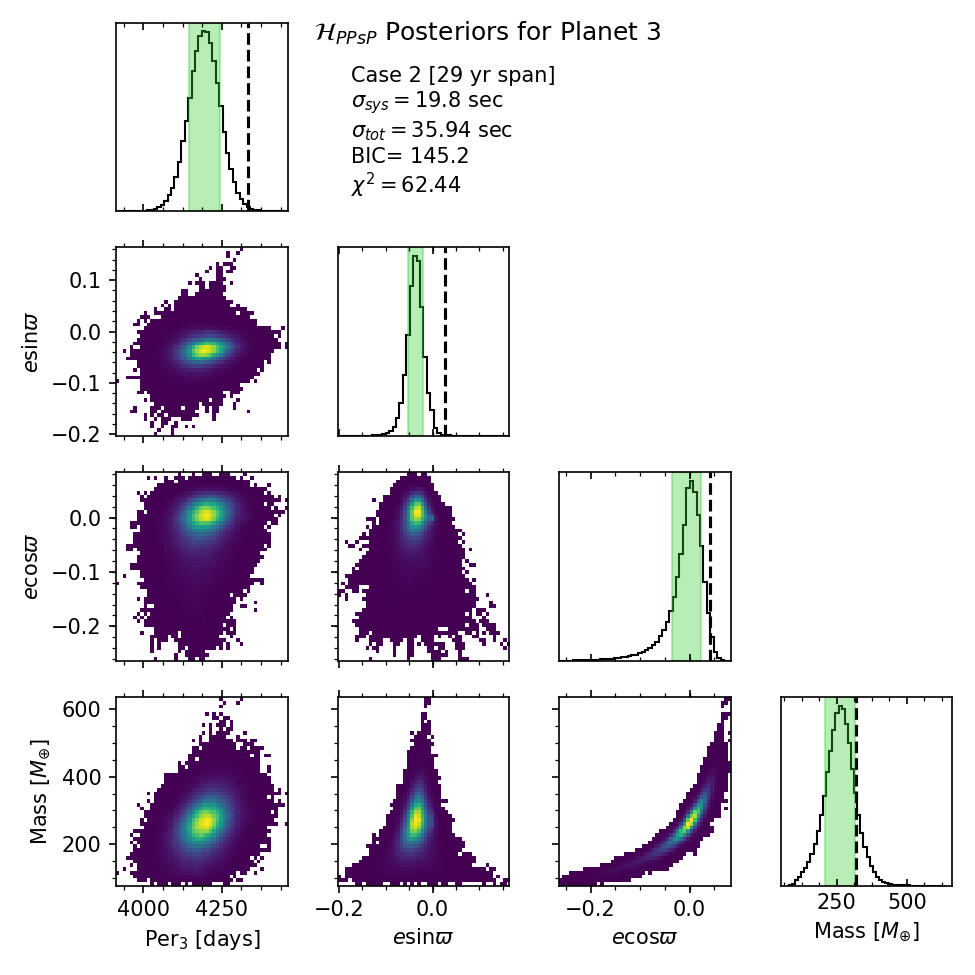 𝓗_PPsP Posteriors for Planet 3
Case 2 [29 yr span]
σ_sys = 19.8 sec
σ_tot = 35.94 sec
BIC= 145.2
χ² = 62.44
esinϖ
0.1
0.0
−0.1
−0.2
ecosϖ
0.0
−0.1
−0.2
Mass [M⊕]
600
400
200
4000 4250
−0.2 0.0
−0.2 0.0
250 500
Per₃ [days]
esinϖ
ecosϖ
Mass [M⊕]